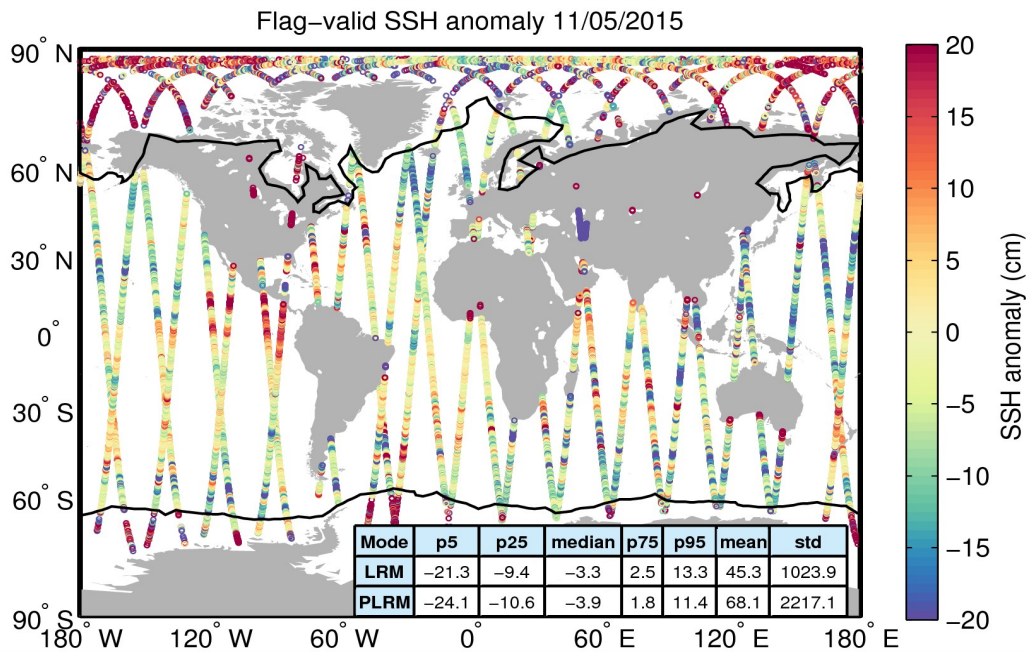 Flag−valid SSH anomaly 11/05/2015
90° N
60° N
30° N
0°
30° S
60° S
90° S
180° W 120° W 60° W 0° 60° E 120° E 180° E
Mode p5 p25 median p75 p95 mean std
LRM −21.3 −9.4 −3.3 2.5 13.3 45.3 1023.9
PLRM −24.1 −10.6 −3.9 1.8 11.4 68.1 2217.1
20
15
10
5
0
−5
−10
−15
−20
SSH anomaly (cm)